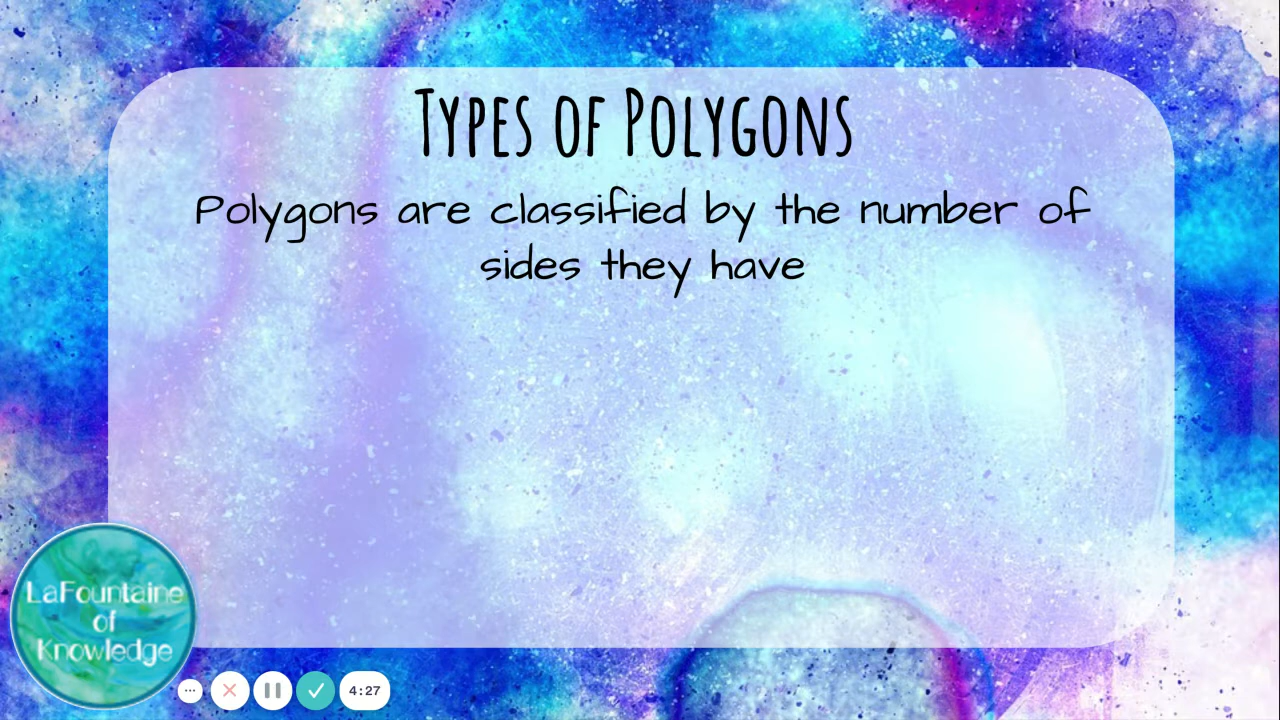 Types of Polygons
Polygons are classified by the number of
sides they have
LaFountaine
of
Knowledge
4:27